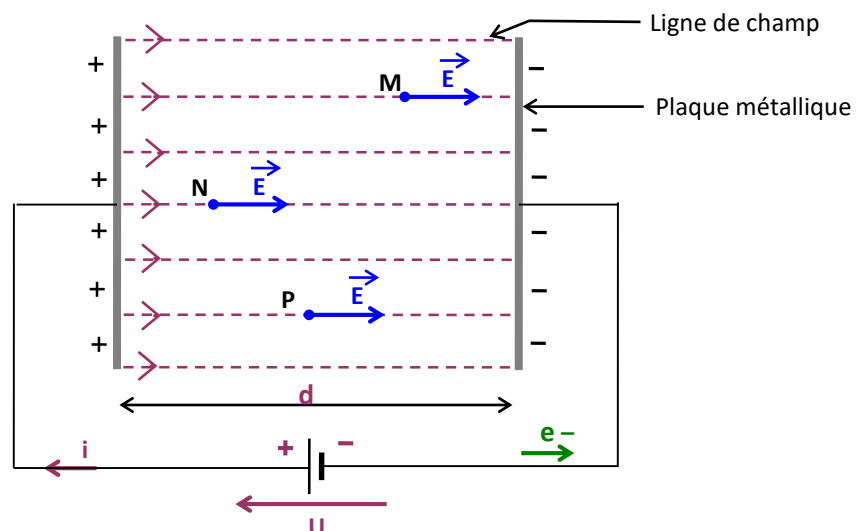 Ligne de champ
+ E –
M
Plaque métallique
+ –
+ N E –
+ –
+ P E –
+ –
d
i + – e –
U